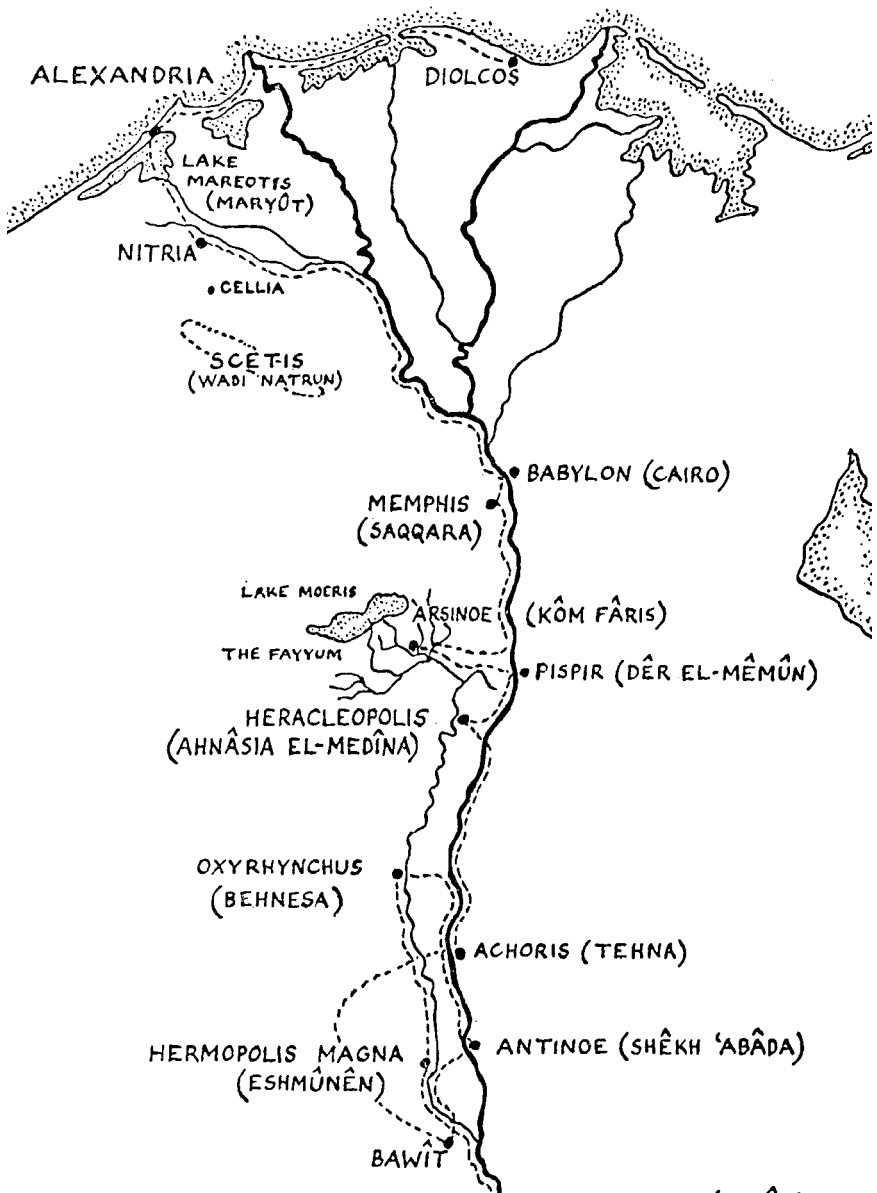 ALEXANDRIA
DIOLCOS
LAKE
MAREOTIS
(MARYÛT)
NITRIA
CELLIA
SCETIS
(WADI NATRUN)
BABYLON (CAIRO)
MEMPHIS
(SAQQARA)
LAKE MOERIS
ARSINOE (KÔM FÂRIS)
THE FAYYUM
PISPIR (DÊR EL-MÊMÛN)
HERACLEOPOLIS
(AHNÂSIA EL-MEDÎNA)
OXYRHYNCHUS
(BEHNESA)
ACHORIS (TEHNA)
HERMOPOLIS MAGNA
(ESHMÛNÊN)
ANTINOE (SHÊKH 'ABÂDA)
BAWÎT